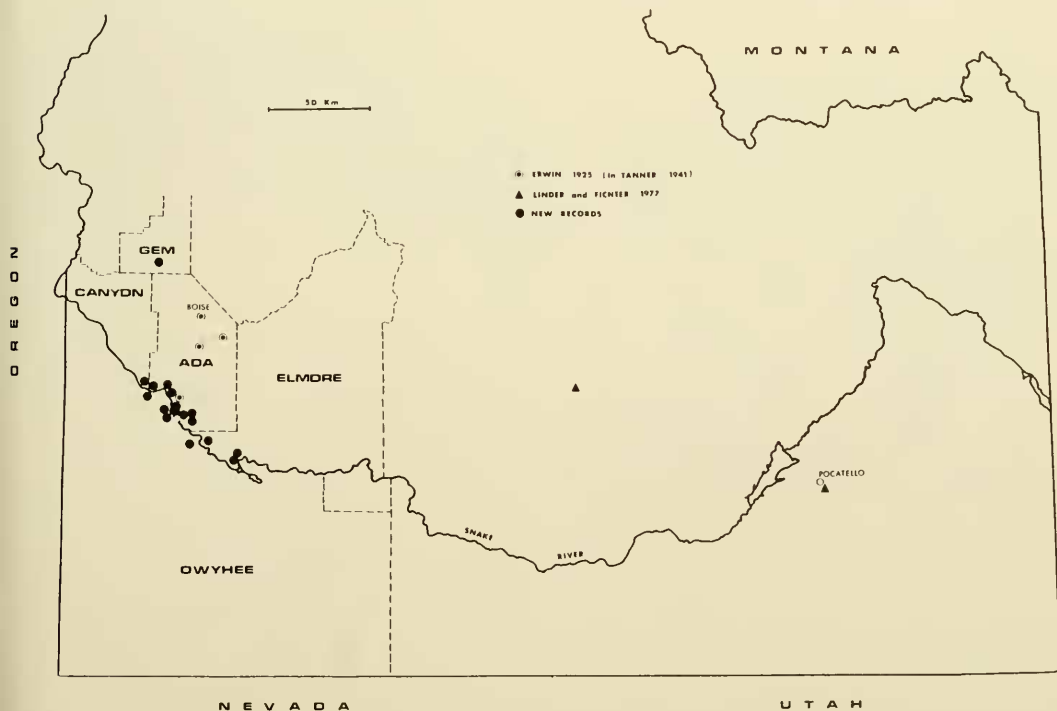 MONTANA
50 Km
ERWIN 1925 (In TANNER 1941)
LINDER and FICHTER 1977
NEW RECORDS
OREGON
GEM
CANYON
BOISE
ADA
ELMORE
POCATELLO
SNAKE RIVER
OWYHEE
NEVADA
UTAH